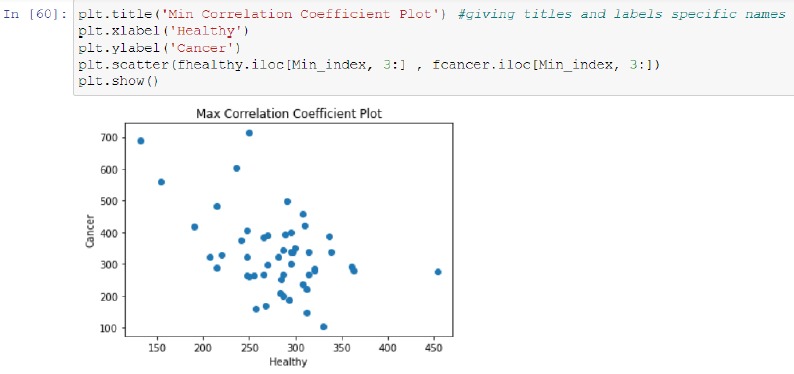 In [60]: plt.title('Min Correlation Coefficient Plot') #giving titles and labels specific names
plt.xlabel('Healthy')
plt.ylabel('Cancer')
plt.scatter(fhealthy.iloc[Min_index, 3:] , fcancer.iloc[Min_index, 3:])
plt.show()
Max Correlation Coefficient Plot
700
600
500
400
300
200
100
Cancer
150 200 250 300 350 400 450
Healthy